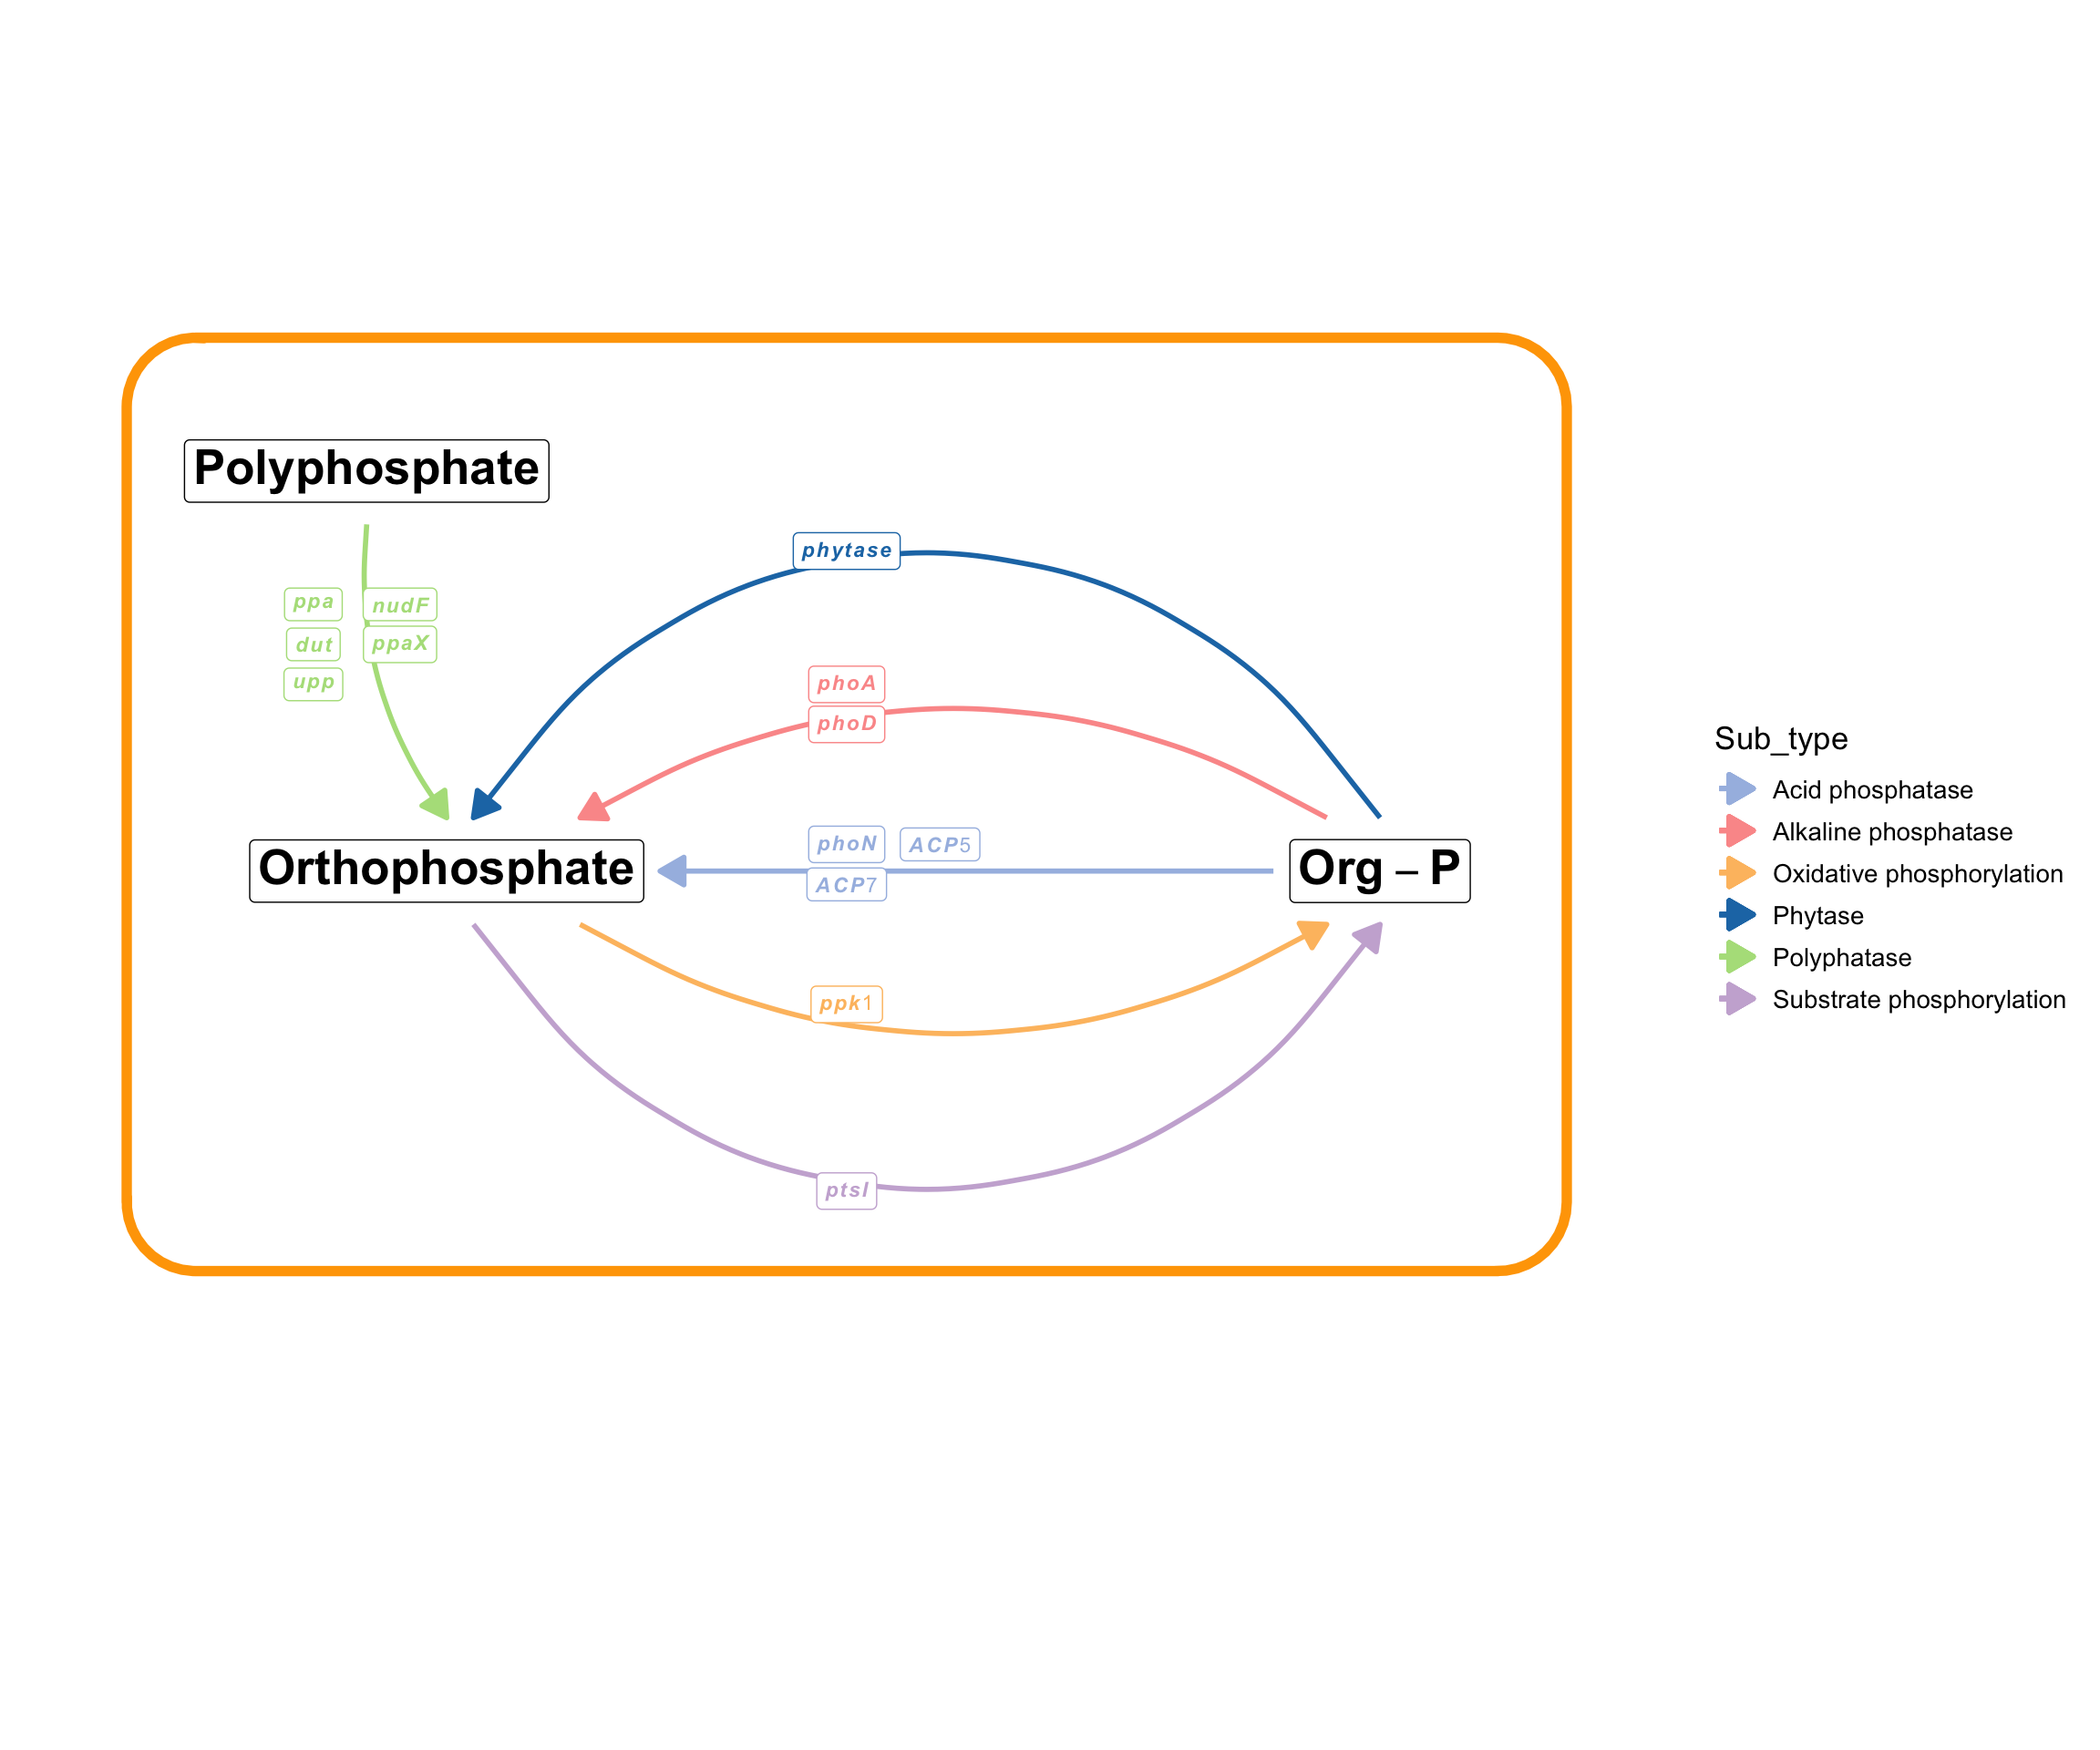 Polyphosphate
phytase
ppa
nudF
dut
ppaX
upp
phoA
phoD
phoN
ACP5
ACP7
Orthophosphate
Org – P
ppk1
ptsI
Sub_type
Acid phosphatase
Alkaline phosphatase
Oxidative phosphorylation
Phytase
Polyphatase
Substrate phosphorylation